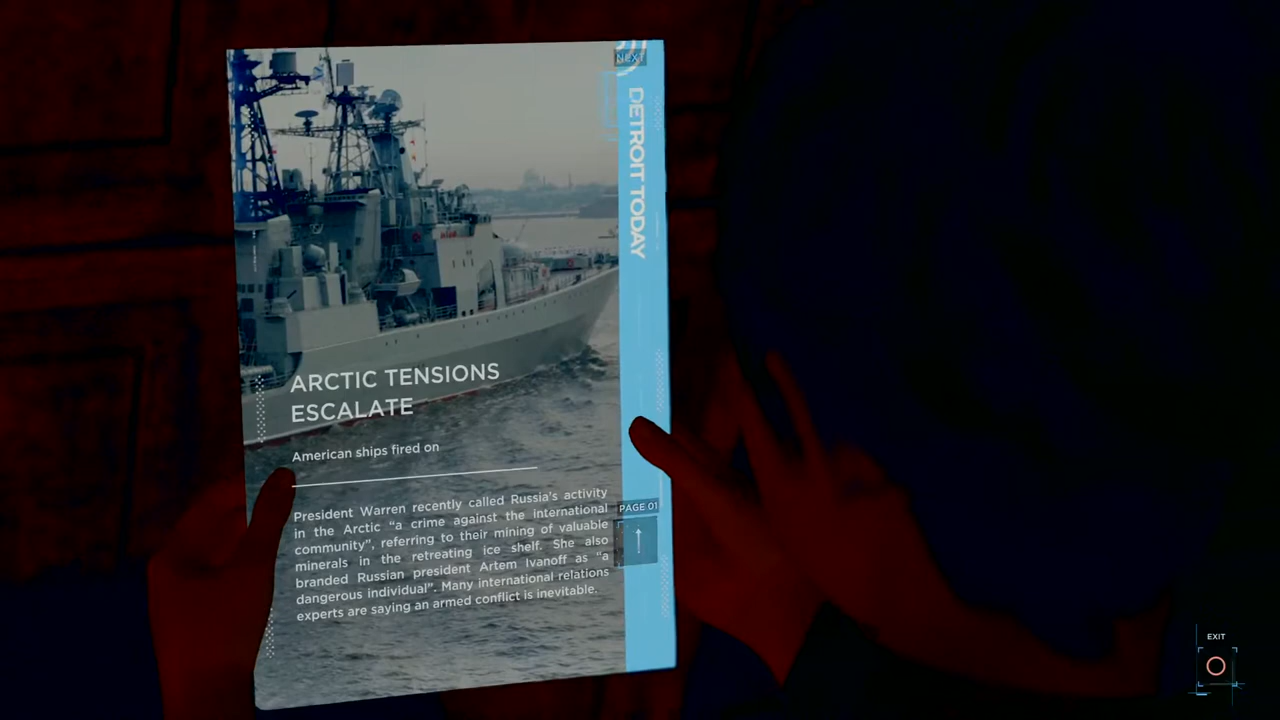 NEXT
DETROIT TODAY
ARCTIC TENSIONS
ESCALATE
American ships fired on
President Warren recently called Russia's activity
in the Arctic “a crime against the international
community”, referring to their mining of valuable
minerals in the retreating ice shelf. She also
branded Russian president Artem Ivanoff as “a
dangerous individual”. Many international relations
experts are saying an armed conflict is inevitable.
PAGE 01
EXIT